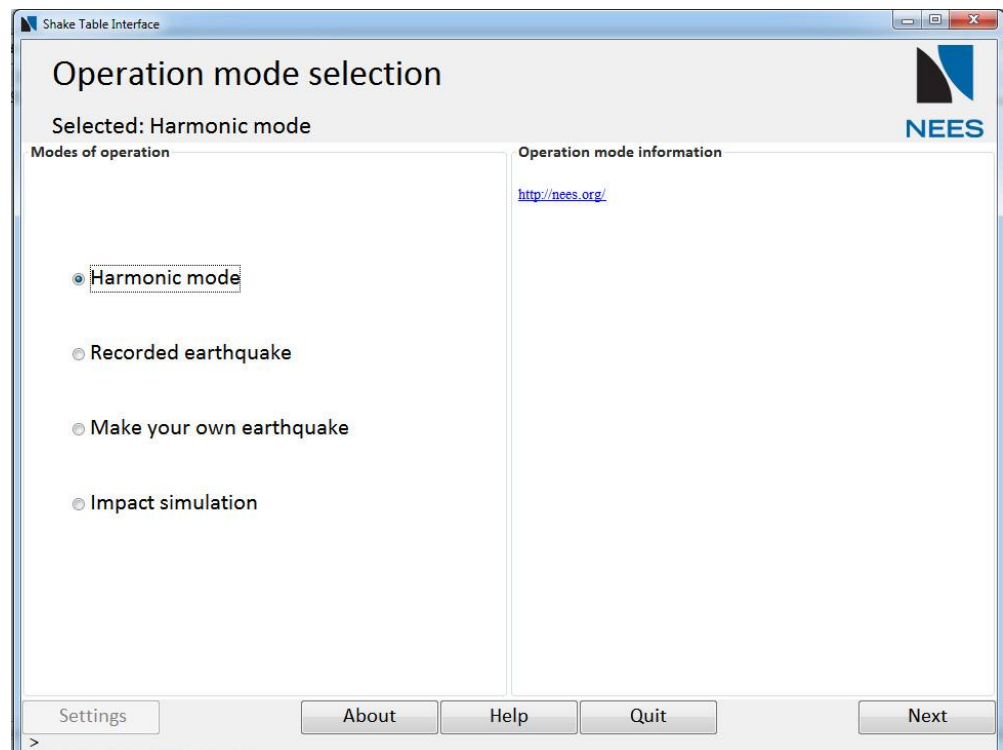 Shake Table Interface
Operation mode selection
Selected: Harmonic mode
NEES
Modes of operation
Operation mode information
http://nees.org/
Harmonic mode
Recorded earthquake
Make your own earthquake
Impact simulation
Settings
About
Help
Quit
Next
>